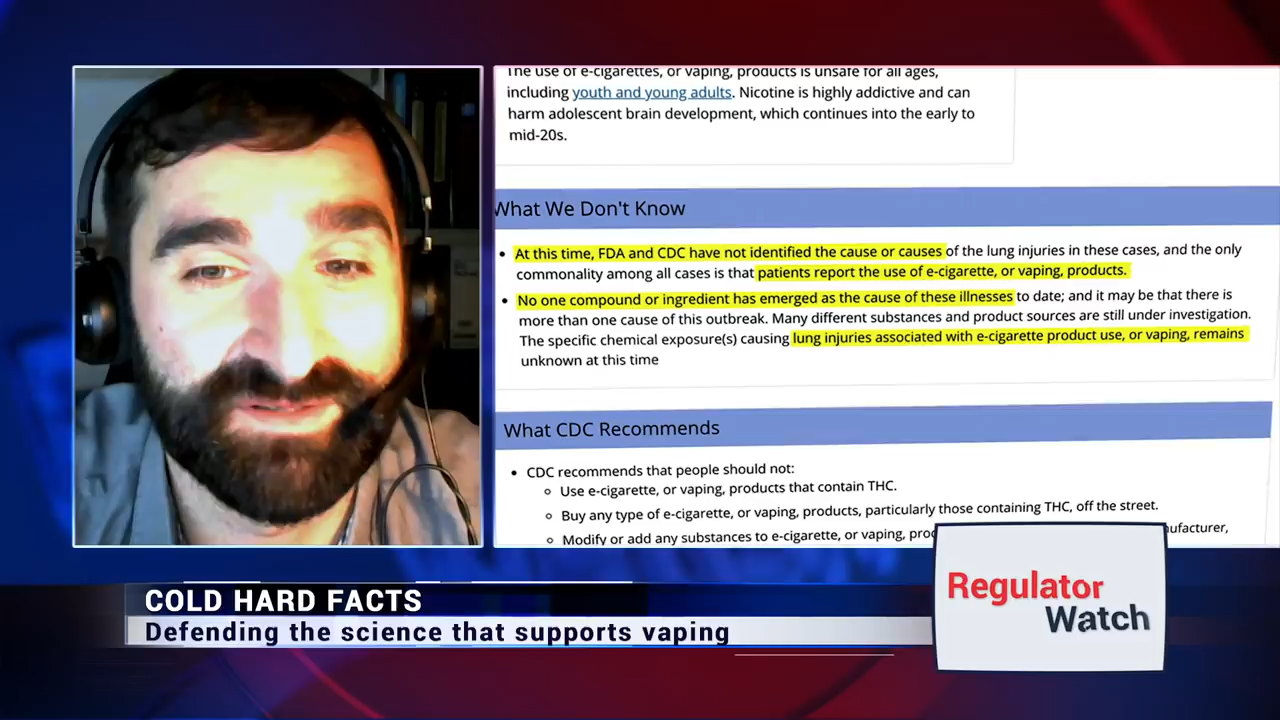 The use of e-cigarettes, or vaping, products is unsafe for all ages,
including youth and young adults. Nicotine is highly addictive and can
harm adolescent brain development, which continues into the early to
mid-20s.
What We Don't Know
• At this time, FDA and CDC have not identified the cause or causes of the lung injuries in these cases, and the only
commonality among all cases is that patients report the use of e-cigarette, or vaping, products.
• No one compound or ingredient has emerged as the cause of these illnesses to date; and it may be that there is
more than one cause of this outbreak. Many different substances and product sources are still under investigation.
The specific chemical exposure(s) causing lung injuries associated with e-cigarette product use, or vaping, remains
unknown at this time
What CDC Recommends
• CDC recommends that people should not:
Use e-cigarette, or vaping, products that contain THC.
Buy any type of e-cigarette, or vaping, products, particularly those containing THC, off the street.
Modify or add any substances to e-cigarette, or vaping,
COLD HARD FACTS
Defending the science that supports vaping
Regulator
Watch